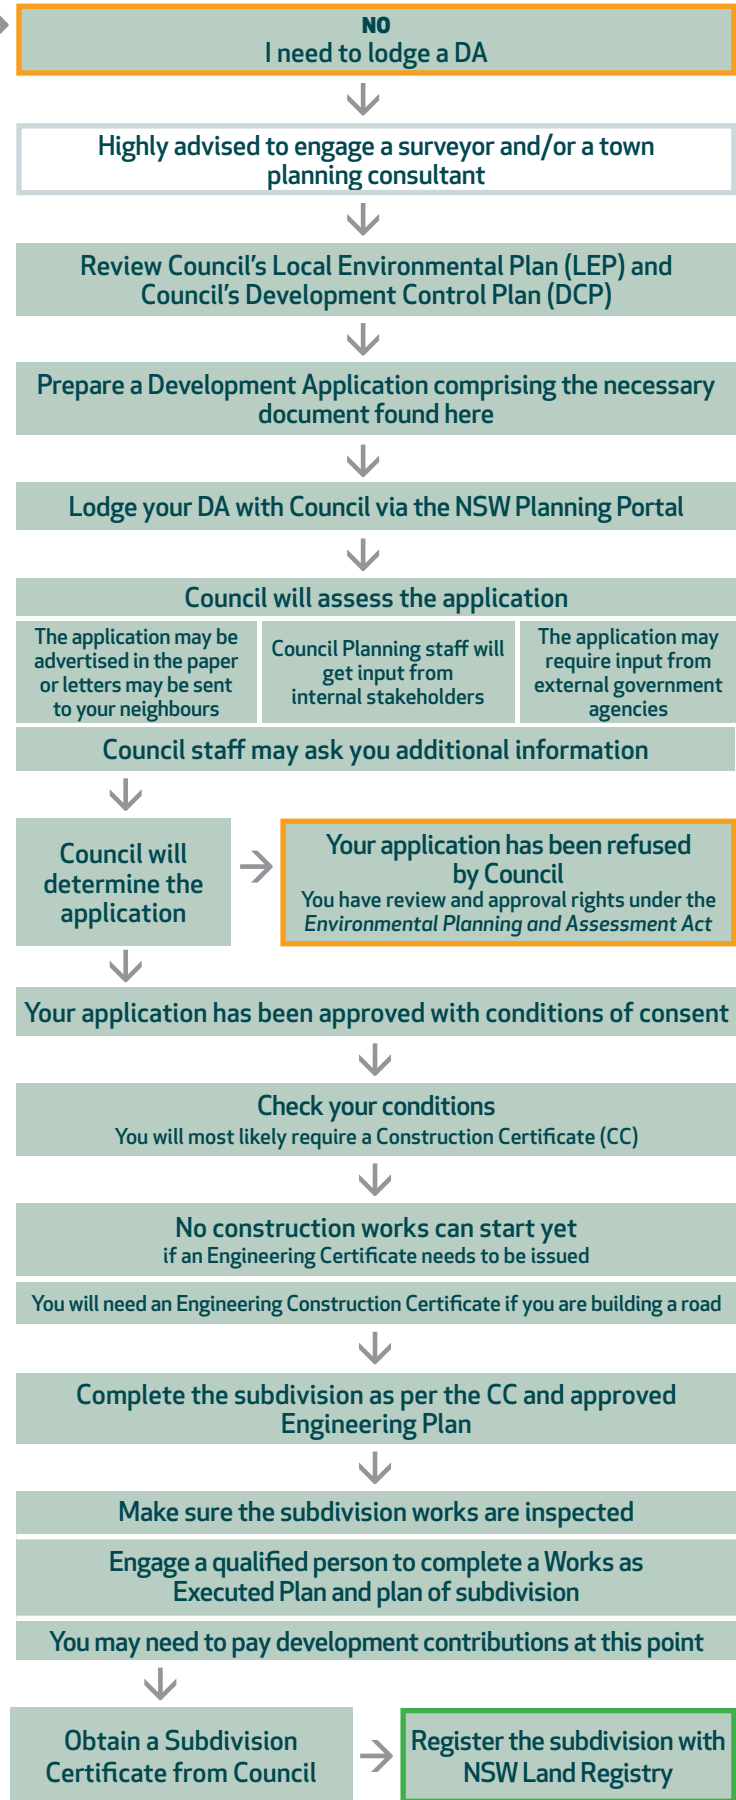 NO
I need to lodge a DA
Highly advised to engage a surveyor and/or a town
planning consultant
Review Council's Local Environmental Plan (LEP) and
Council's Development Control Plan (DCP)
Prepare a Development Application comprising the necessary
document found here
Lodge your DA with Council via the NSW Planning Portal
Council will assess the application
The application may be
advertised in the paper
or letters may be sent
to your neighbours
Council Planning staff will
get input from
internal stakeholders
The application may
require input from
external government
agencies
Council staff may ask you additional information
Council will
determine the
application
Your application has been refused
by Council
You have review and approval rights under the
Environmental Planning and Assessment Act
Your application has been approved with conditions of consent
Check your conditions
You will most likely require a Construction Certificate (CC)
No construction works can start yet
if an Engineering Certificate needs to be issued
You will need an Engineering Construction Certificate if you are building a road
Complete the subdivision as per the CC and approved
Engineering Plan
Make sure the subdivision works are inspected
Engage a qualified person to complete a Works as
Executed Plan and plan of subdivision
You may need to pay development contributions at this point
Obtain a Subdivision
Certificate from Council
Register the subdivision with
NSW Land Registry